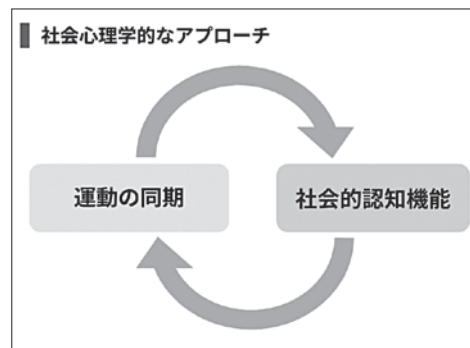 社会心理学的なアプローチ
運動の同期
社会的認知機能